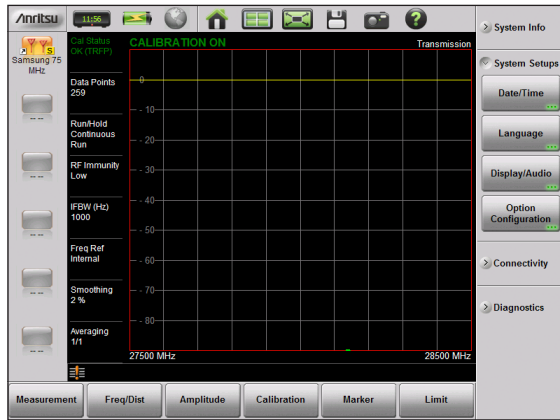 Anritsu
11:56
?
System Info
Samsung 75
MHz
S
-- --
-- --
-- --
-- --
-- --
Cal Status
OK (TRFP)
Data Points
259
Run/Hold
Continuous
Run
RF Immunity
Low
IFBW (Hz)
1000
Freq Ref
Internal
Smoothing
2 %
Averaging
1/1
CALIBRATION ON
Transmission
0
- 10
- 20
- 30
- 40
- 50
- 60
- 70
- 80
27500 MHz
28500 MHz
System Setups
Date/Time
Language
Display/Audio
Option
Configuration
Connectivity
Diagnostics
Measurement
Freq/Dist
Amplitude
Calibration
Marker
Limit